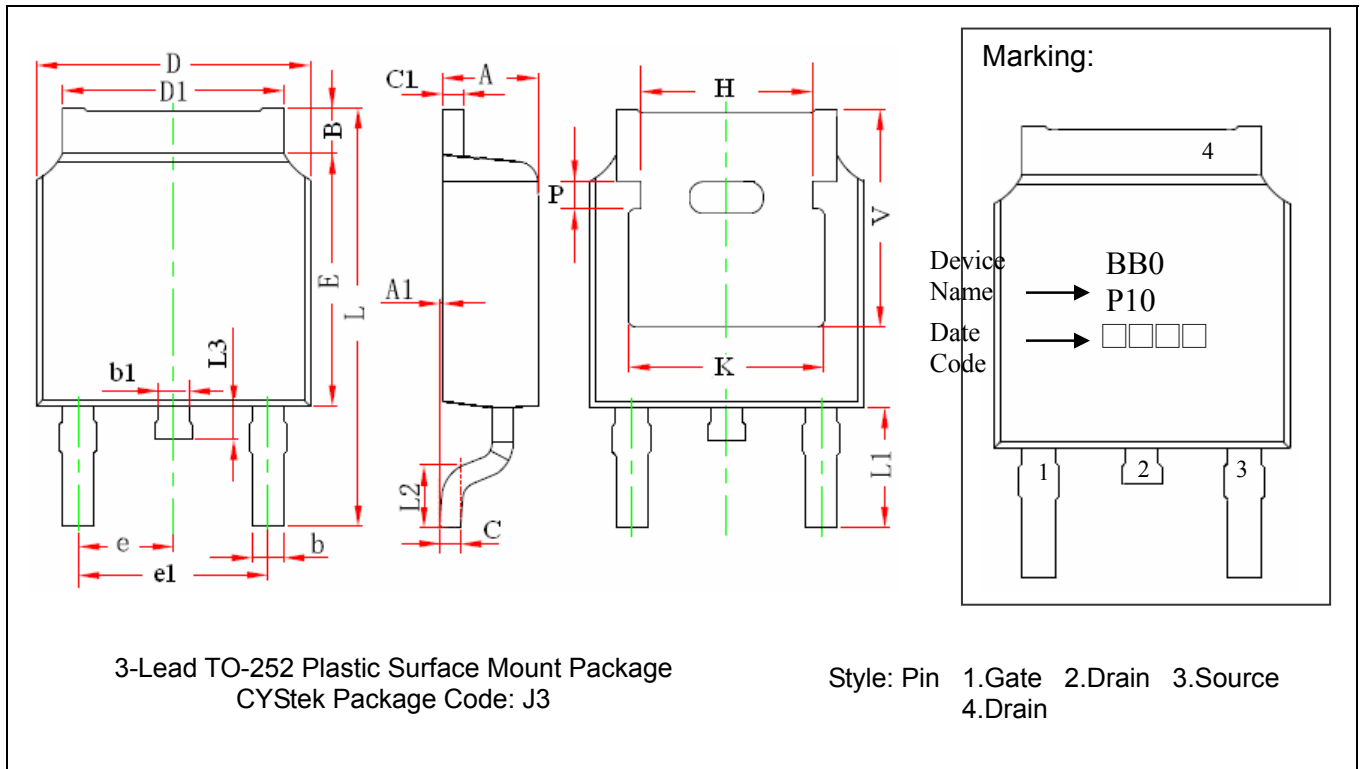 D
D1
B
E
L
L3
b1
e
e1
b
C1
A
A1
L2
C
H
P
V
K
L1
Marking:
4
Device
Name
BB0
P10
Date
Code
□□□□
1
2
3
3-Lead TO-252 Plastic Surface Mount Package
CYStek Package Code: J3
Style: Pin 1.Gate 2.Drain 3.Source
4.Drain